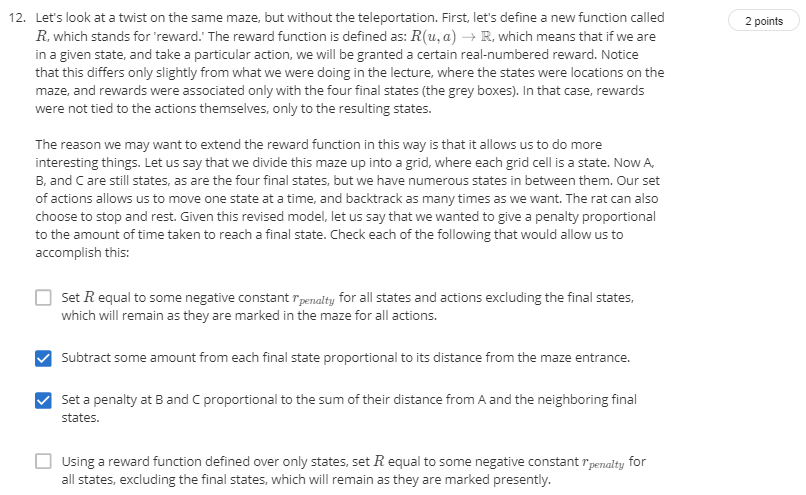 12. Let's look at a twist on the same maze, but without the teleportation. First, let's define a new function called
2 points
R, which stands for 'reward.' The reward function is defined as: R(u, a) → ℝ, which means that if we are
in a given state, and take a particular action, we will be granted a certain real-numbered reward. Notice
that this differs only slightly from what we were doing in the lecture, where the states were locations on the
maze, and rewards were associated only with the four final states (the grey boxes). In that case, rewards
were not tied to the actions themselves, only to the resulting states.
The reason we may want to extend the reward function in this way is that it allows us to do more
interesting things. Let us say that we divide this maze up into a grid, where each grid cell is a state. Now A,
B, and C are still states, as are the four final states, but we have numerous states in between them. Our set
of actions allows us to move one state at a time, and backtrack as many times as we want. The rat can also
choose to stop and rest. Given this revised model, let us say that we wanted to give a penalty proportional
to the amount of time taken to reach a final state. Check each of the following that would allow us to
accomplish this:
Set R equal to some negative constant r_penalty for all states and actions excluding the final states,
which will remain as they are marked in the maze for all actions.
Subtract some amount from each final state proportional to its distance from the maze entrance.
Set a penalty at B and C proportional to the sum of their distance from A and the neighboring final
states.
Using a reward function defined over only states, set R equal to some negative constant r_penalty for
all states, excluding the final states, which will remain as they are marked presently.